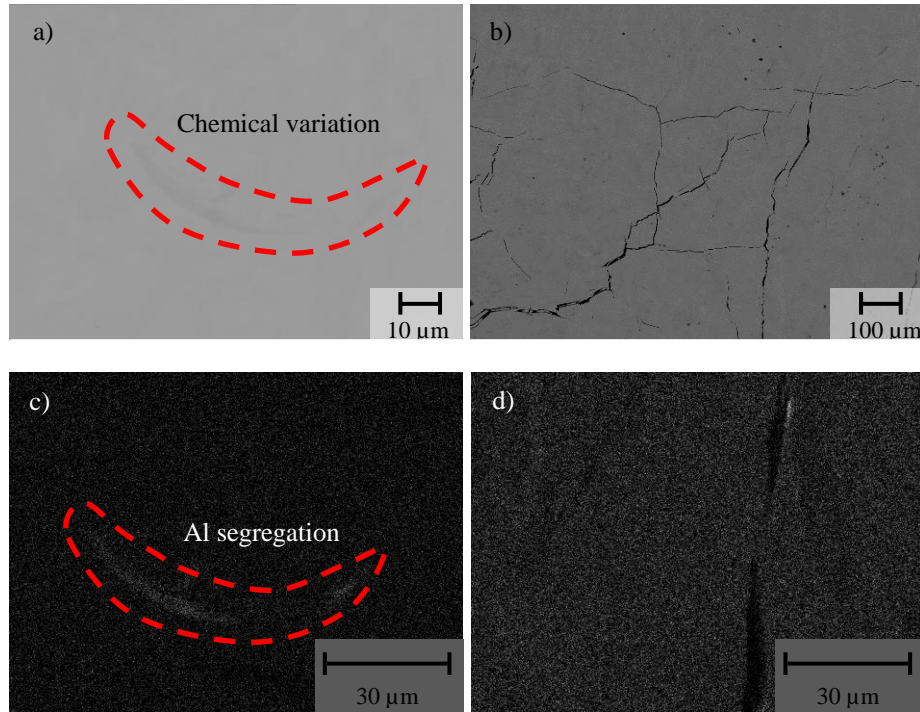 a)
Chemical variation
10 µm
b)
100 µm
c)
Al segregation
30 µm
d)
30 µm